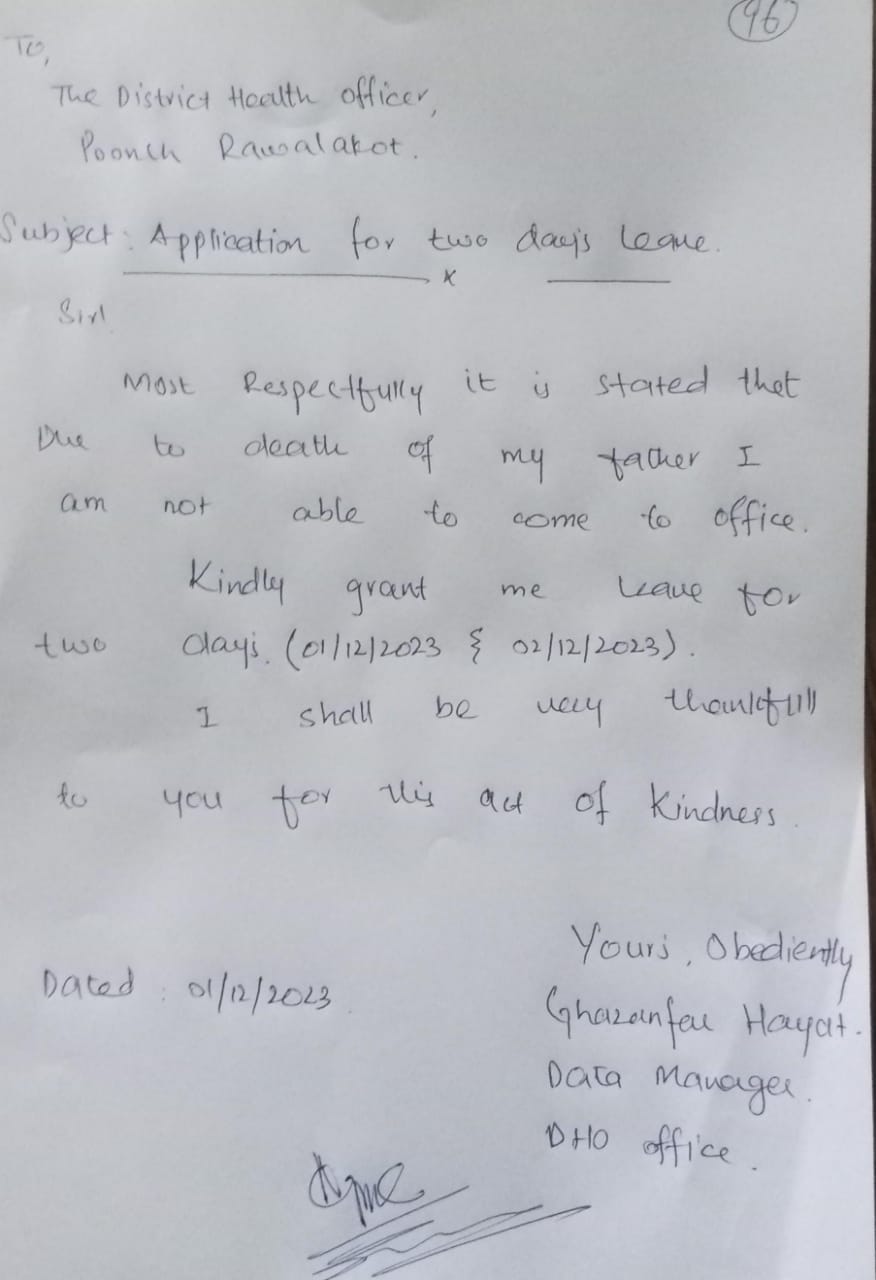 96
To,
The District Health officer,
Poonch Rawalakot.
Subject: Application for two days leave.
x
Sir!
Most Respectfully it is stated that
Due to death of my father I
am not able to come to office.
Kindly grant me leave for
two days. (01/12/2023 & 02/12/2023).
I shall be very thankfull
to you for this act of kindness.
Yours, Obediently
Dated: 01/12/2023
Ghazanfar Hayat.
Data Manager.
DHO office.